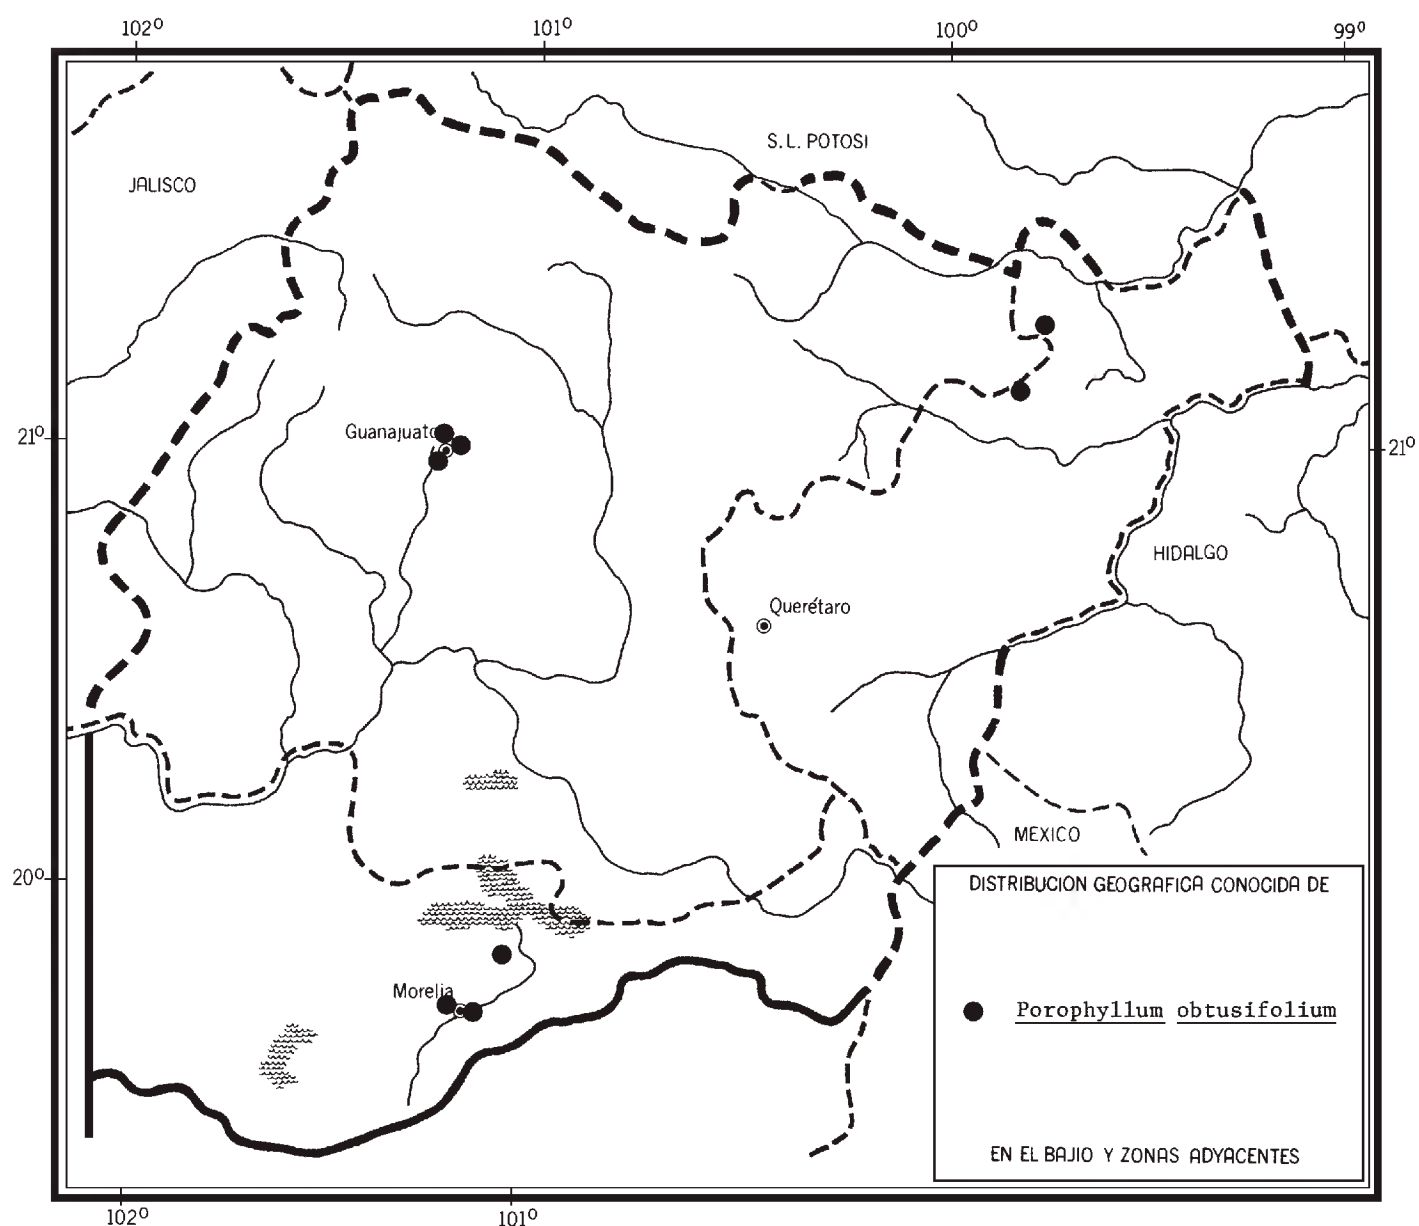 102º 101º 100º 99º
S.L. POTOSI
JALISCO
Guanajuato
21º 21º
HIDALGO
Querétaro
MEXICO
20º
DISTRIBUCION GEOGRAFICA CONOCIDA DE
Morelia
Porophyllum obtusifolium
EN EL BAJIO Y ZONAS ADYACENTES
102º 101º